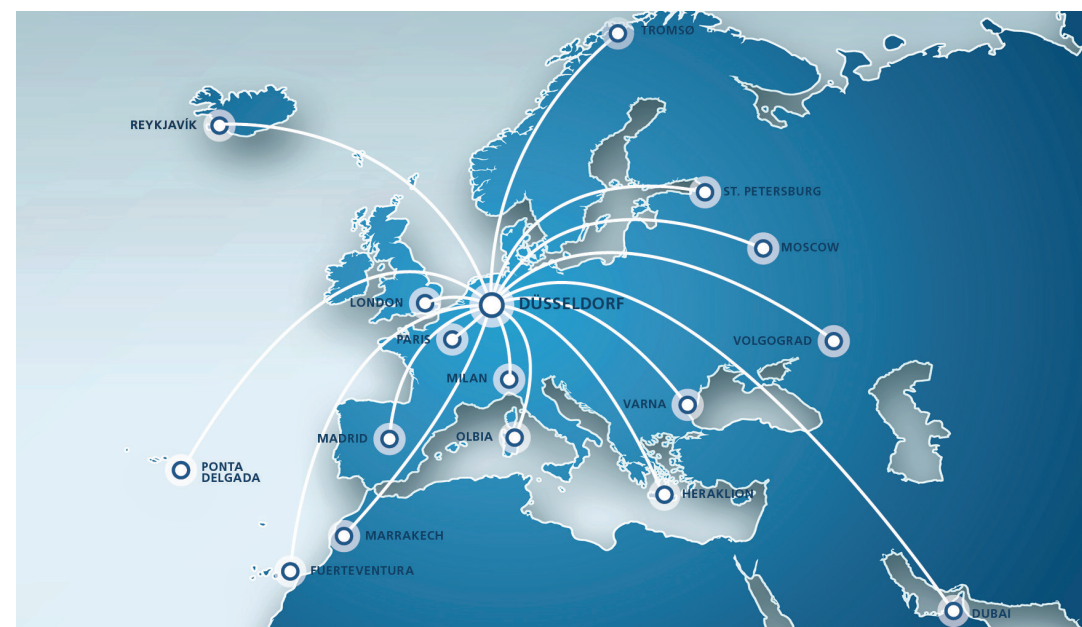 TROMSØ
REYKJAVÍK
ST. PETERSBURG
MOSCOW
LONDON
DÜSSELDORF
PARIS
VOLGOGRAD
MILAN
VARNA
MADRID
OLBIA
PONTA
DELGADA
HERAKLION
MARRAKECH
FUERTEVENTURA
DUBAI